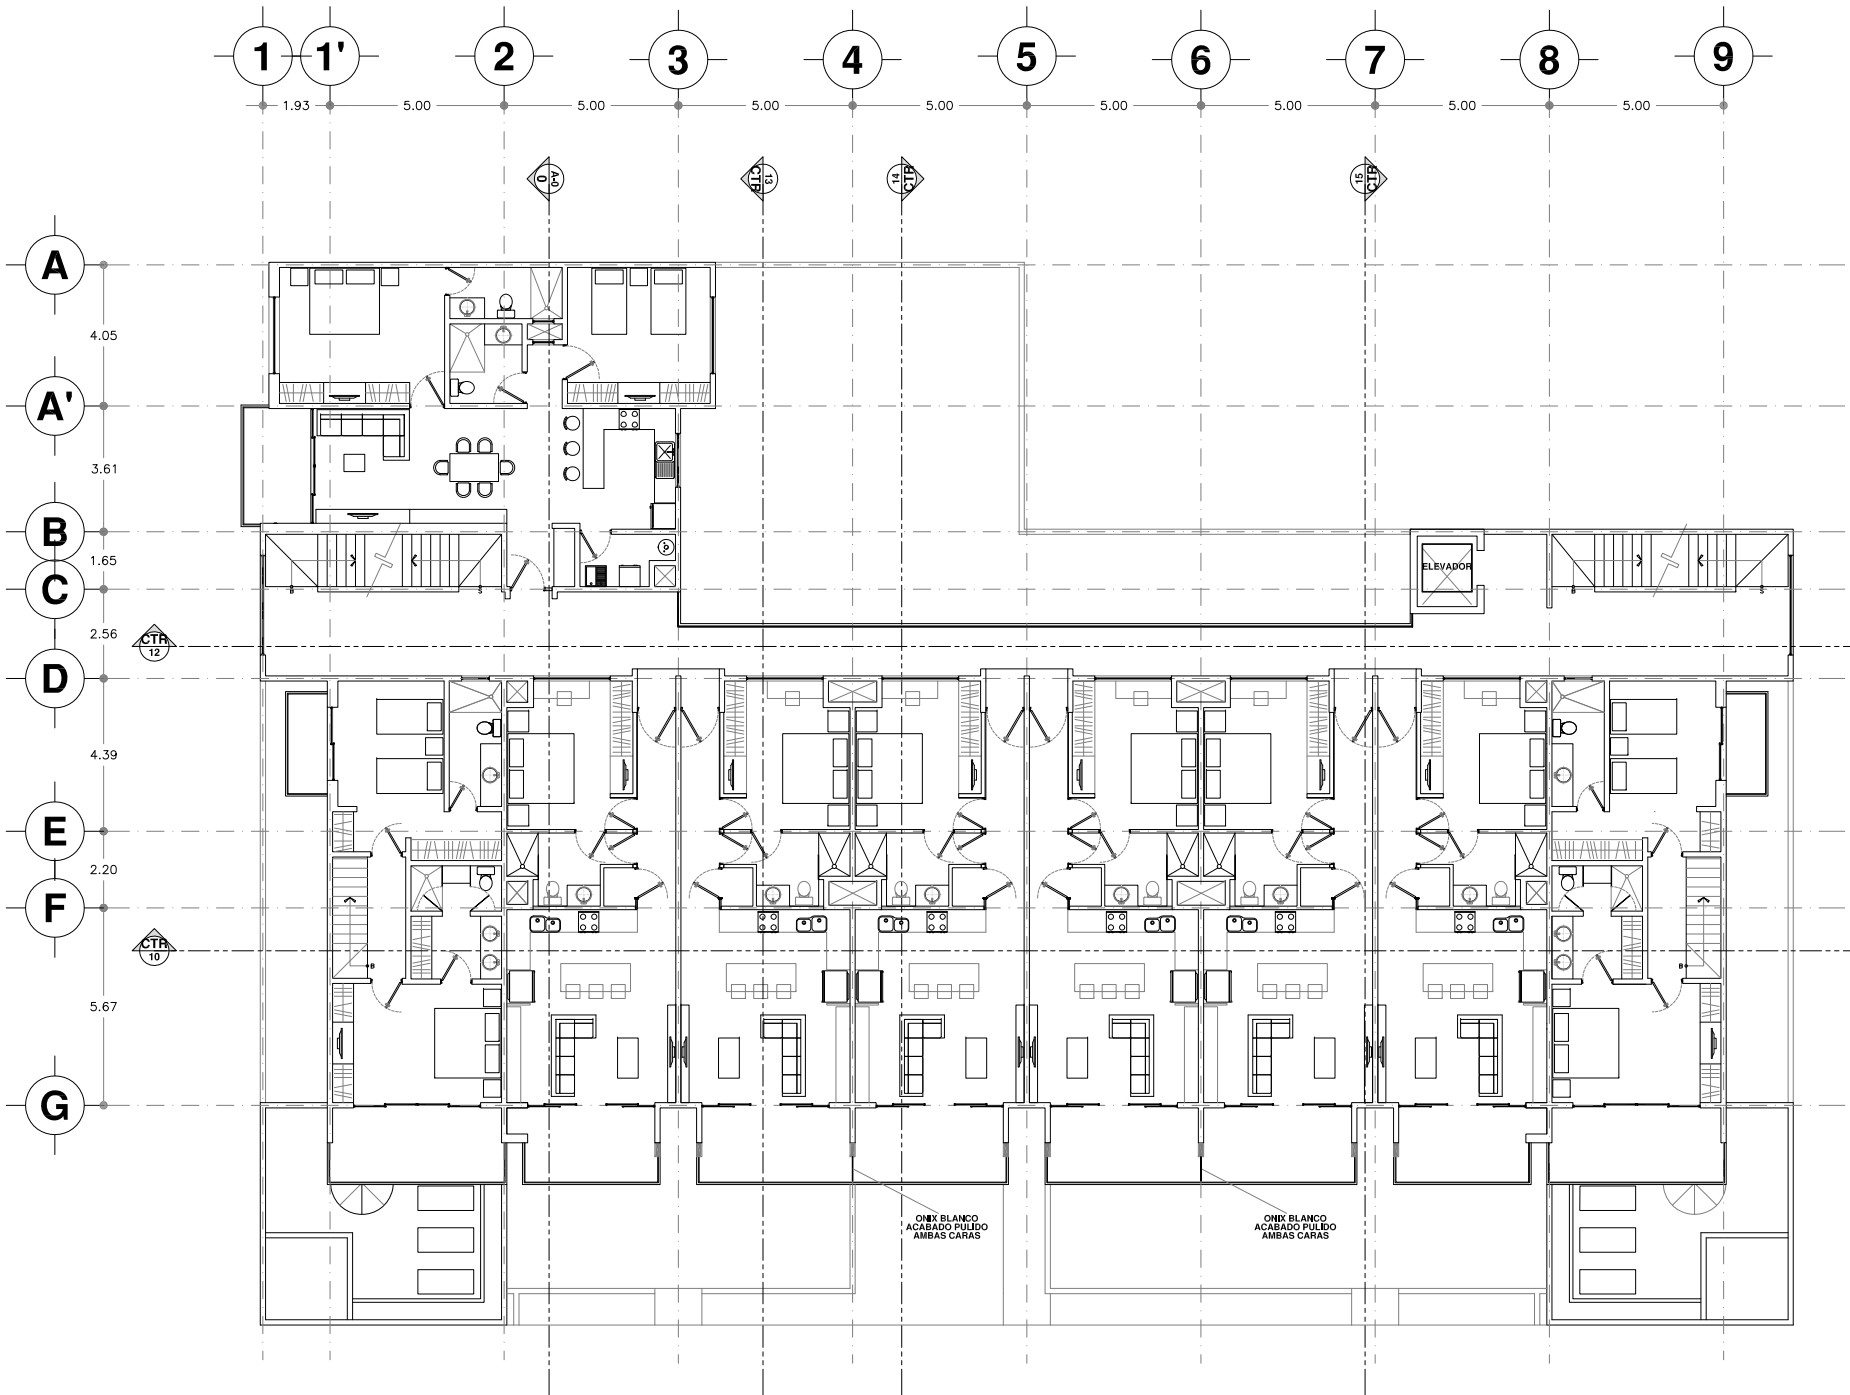 1 1' 2 3 4 5 6 7 8 9
1.93 5.00 5.00 5.00 5.00 5.00 5.00 5.00 5.00
0 A-0
CTR 13
14 CTR
15 CTR
A
4.05
A'
3.61
B
1.65
ELEVADOR
C
B S
B S
2.56
CTR
12
D
4.39
E
2.20
F
CTR
10
B
B
5.67
G
ONIX BLANCO
ACABADO PULIDO
AMBAS CARAS
ONIX BLANCO
ACABADO PULIDO
AMBAS CARAS